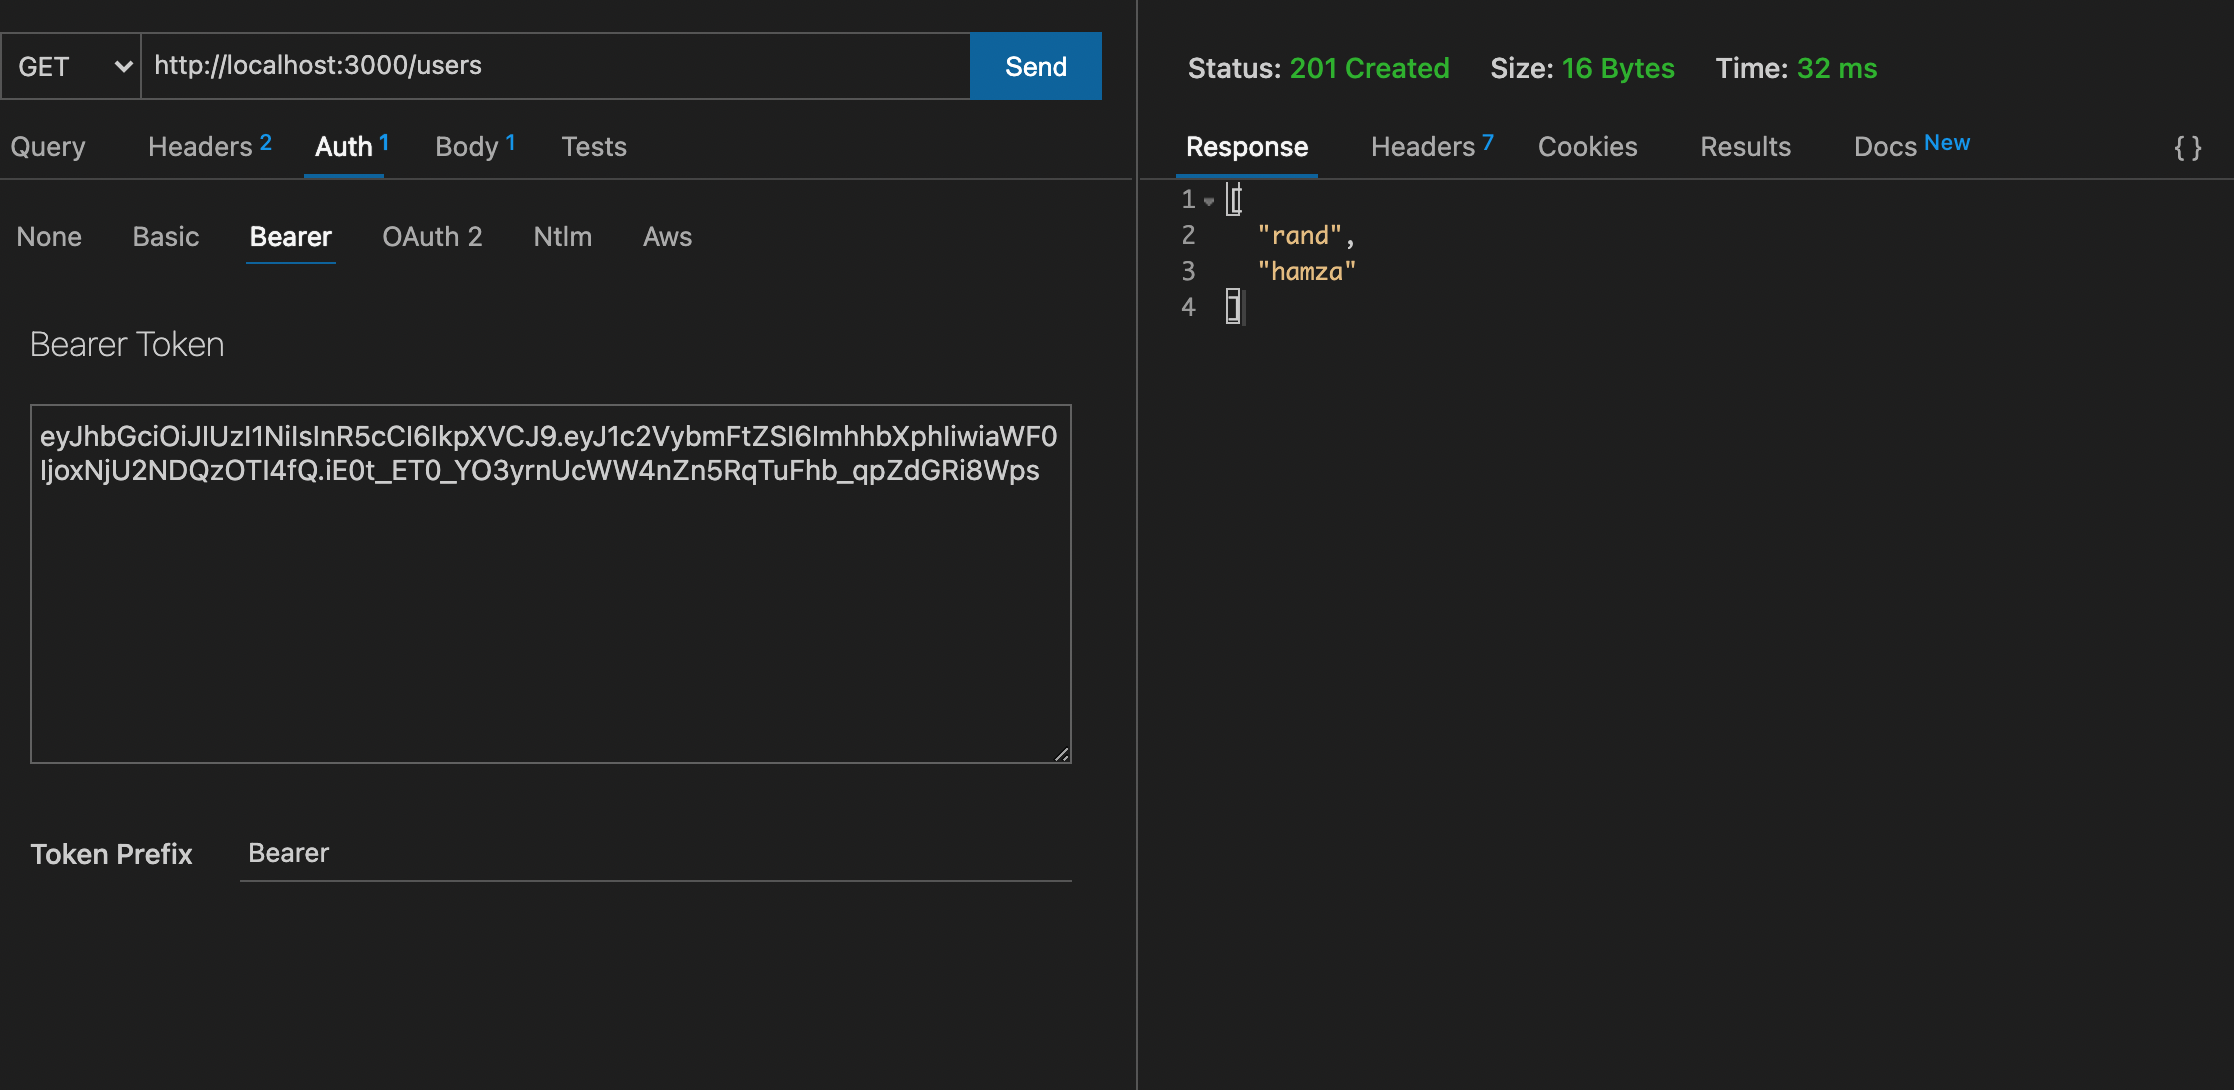 GET http://localhost:3000/users Send
Query Headers 2 Auth 1 Body 1 Tests
None Basic Bearer OAuth 2 Ntlm Aws
Bearer Token
eyJhbGciOiJIUzI1NiIsInR5cCI6IkpXVCJ9.eyJ1c2VybmFtZSI6ImhhbXphIiwiaWF0
IjoxNjU2NDQzOTI4fQ.iE0t_ET0_YO3yrnUcWW4nZn5RqTuFhb_qpZdGRi8Wps
Token Prefix Bearer
Status: 201 Created Size: 16 Bytes Time: 32 ms
Response Headers 7 Cookies Results Docs New { }
1 [
2 "rand",
3 "hamza"
4 ]